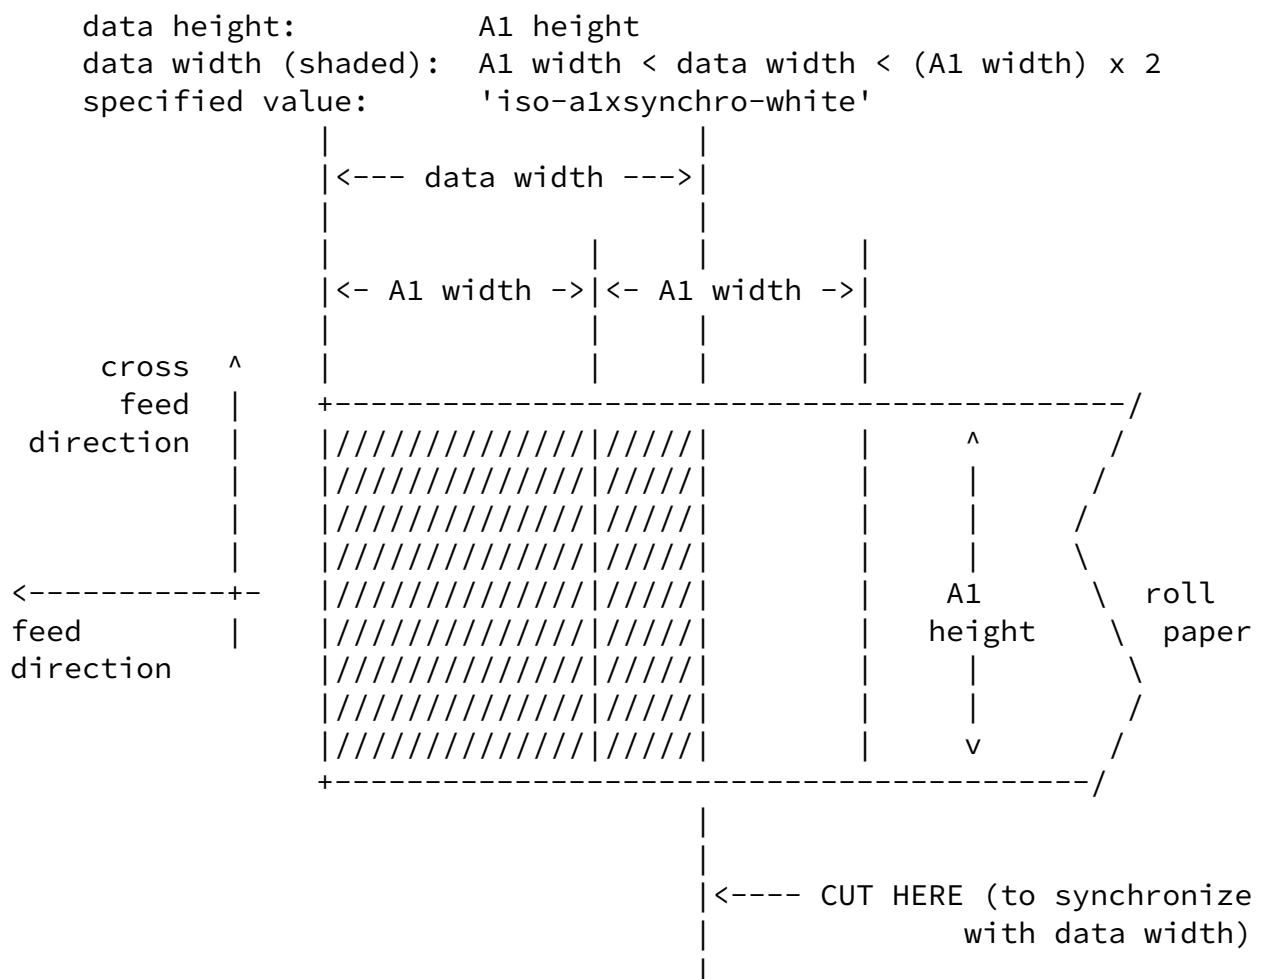 data height:          A1 height
data width (shaded):  A1 width < data width < (A1 width) x 2
specified value:      'iso-a1xsynchro-white'
                 |                    |
                 |<--- data width --->|
                 |                    |
                 |              |     |        |
                 |<- A1 width ->|<- A1 width ->|
                 |              |     |        |
     cross  ^    |              |     |        |
      feed  |    +--------------------------------------------/
 direction  |    |//////////////|/////|        |     ^       /
            |    |//////////////|/////|        |     |      /
            |    |//////////////|/////|        |     |     /
            |    |//////////////|/////|        |     |     \
<-----------+-   |//////////////|/////|        |    A1      \  roll
feed        |    |//////////////|/////|        |   height    \  paper
direction        |//////////////|/////|        |     |        \
                 |//////////////|/////|        |     |        /
                 |//////////////|/////|        |     v       /
                 +------------------------------------------/
                                      |
                                      |
                                      |<---- CUT HERE (to synchronize
                                      |             with data width)
                                      |